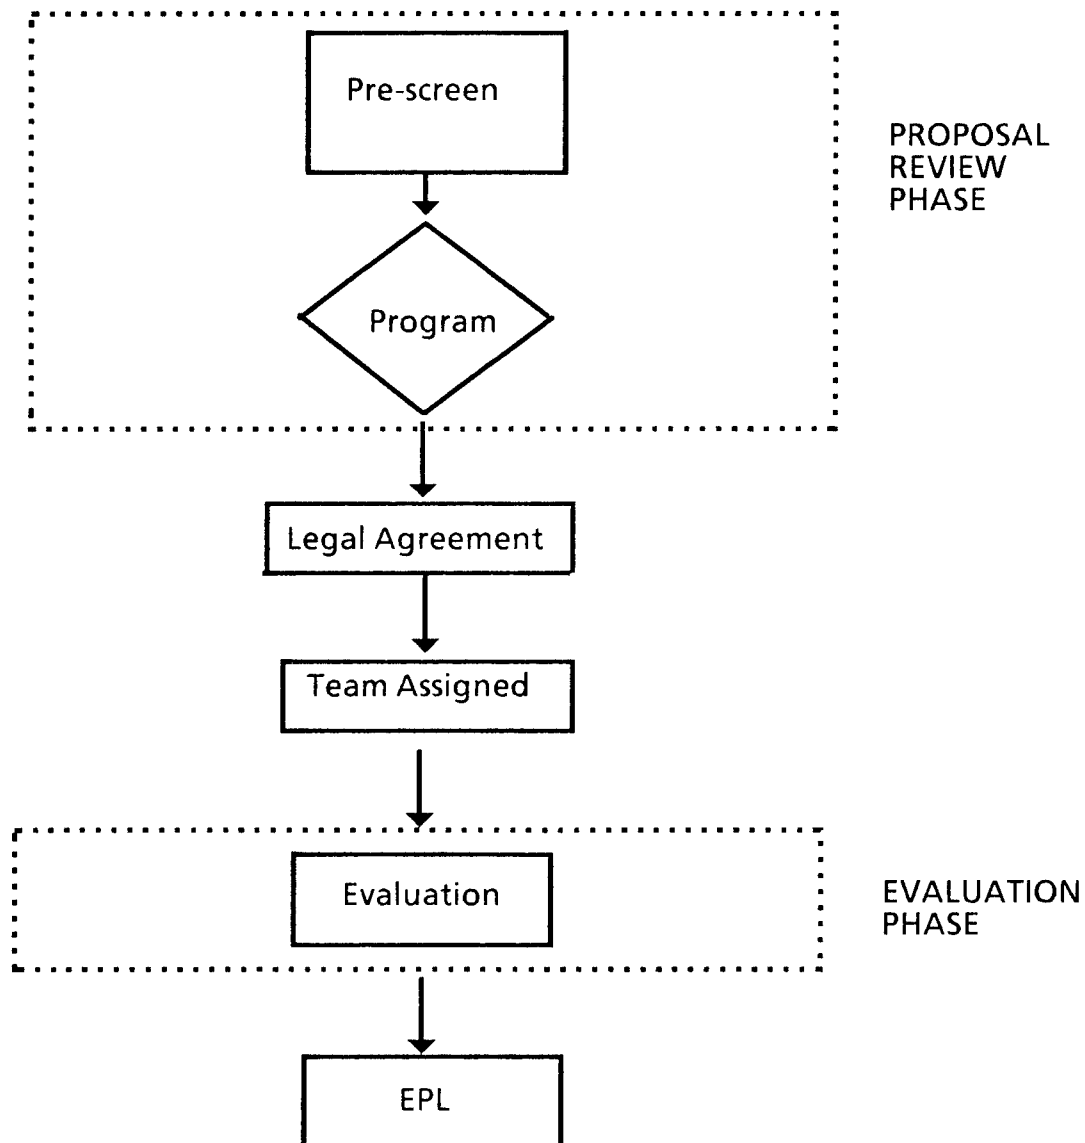 Pre-screen
PROPOSAL
REVIEW
PHASE
Program
Legal Agreement
Team Assigned
Evaluation
EVALUATION
PHASE
EPL